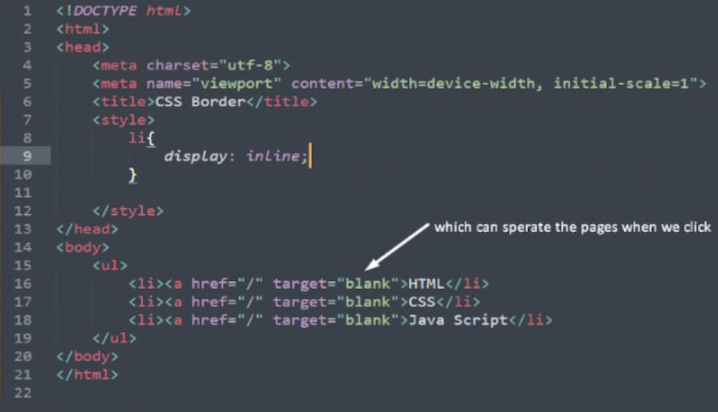 1 <!DOCTYPE html>
2 <html>
3 <head>
4 <meta charset="utf-8">
5 <meta name="viewport" content="width=device-width, initial-scale=1">
6 <title>CSS Border</title>
7 <style>
8 li{
9 display: inline;
10 }
11
12 </style>
13 </head>
which can sperate the pages when we click
14 <body>
15 <ul>
16 <li><a href="/" target="blank">HTML</li>
17 <li><a href="/" target="blank">CSS</li>
18 <li><a href="/" target="blank">Java Script</li>
19 </ul>
20 </body>
21 </html>
22